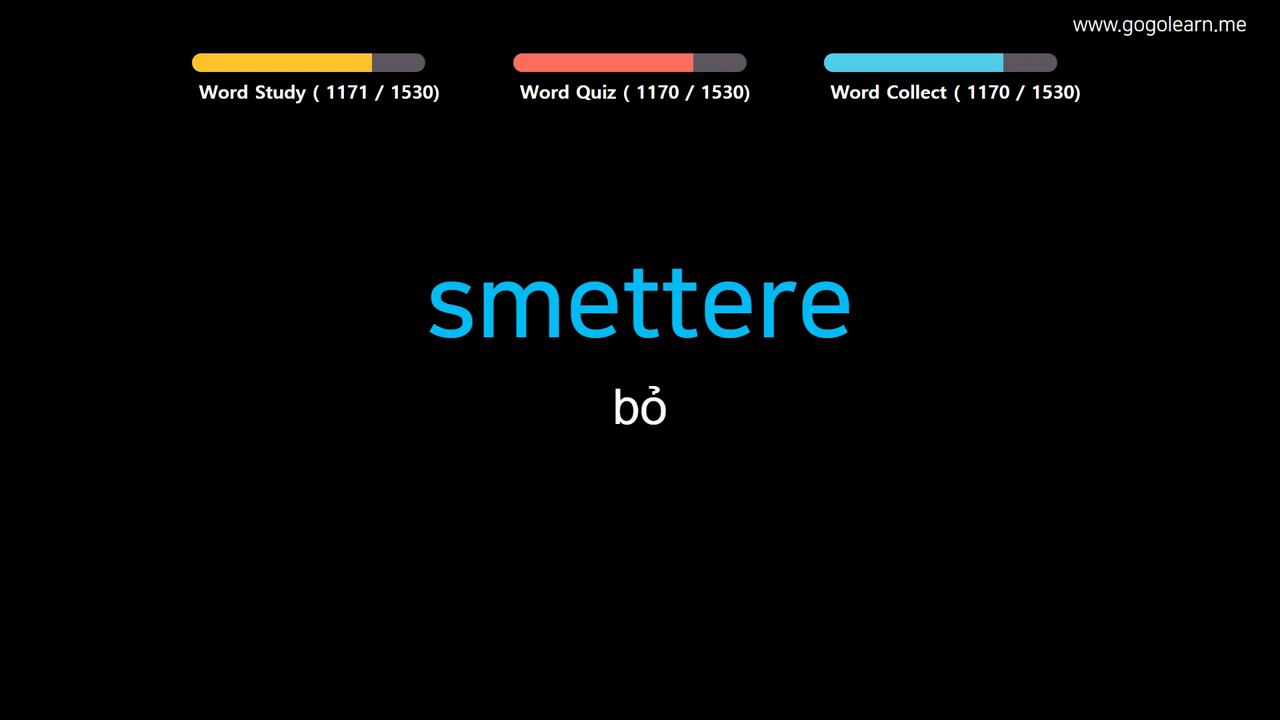 www.gogolearn.me
Word Study ( 1171 / 1530)
Word Quiz ( 1170 / 1530)
Word Collect ( 1170 / 1530)
smettere
bỏ